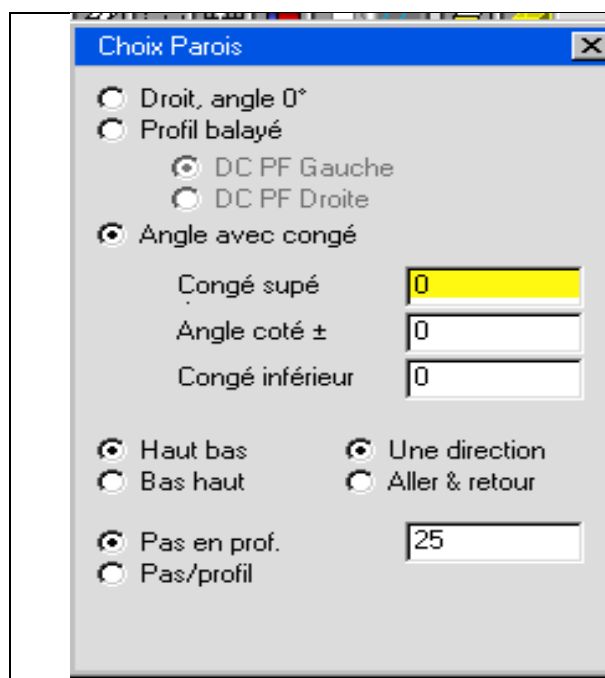 Choix Parois
Droit, angle 0°
Profil balayé
DC PF Gauche
DC PF Droite
Angle avec congé
Congé supé 0
Angle coté ± 0
Congé inférieur 0
Haut bas Une direction
Bas haut Aller & retour
Pas en prof. 25
Pas/profil